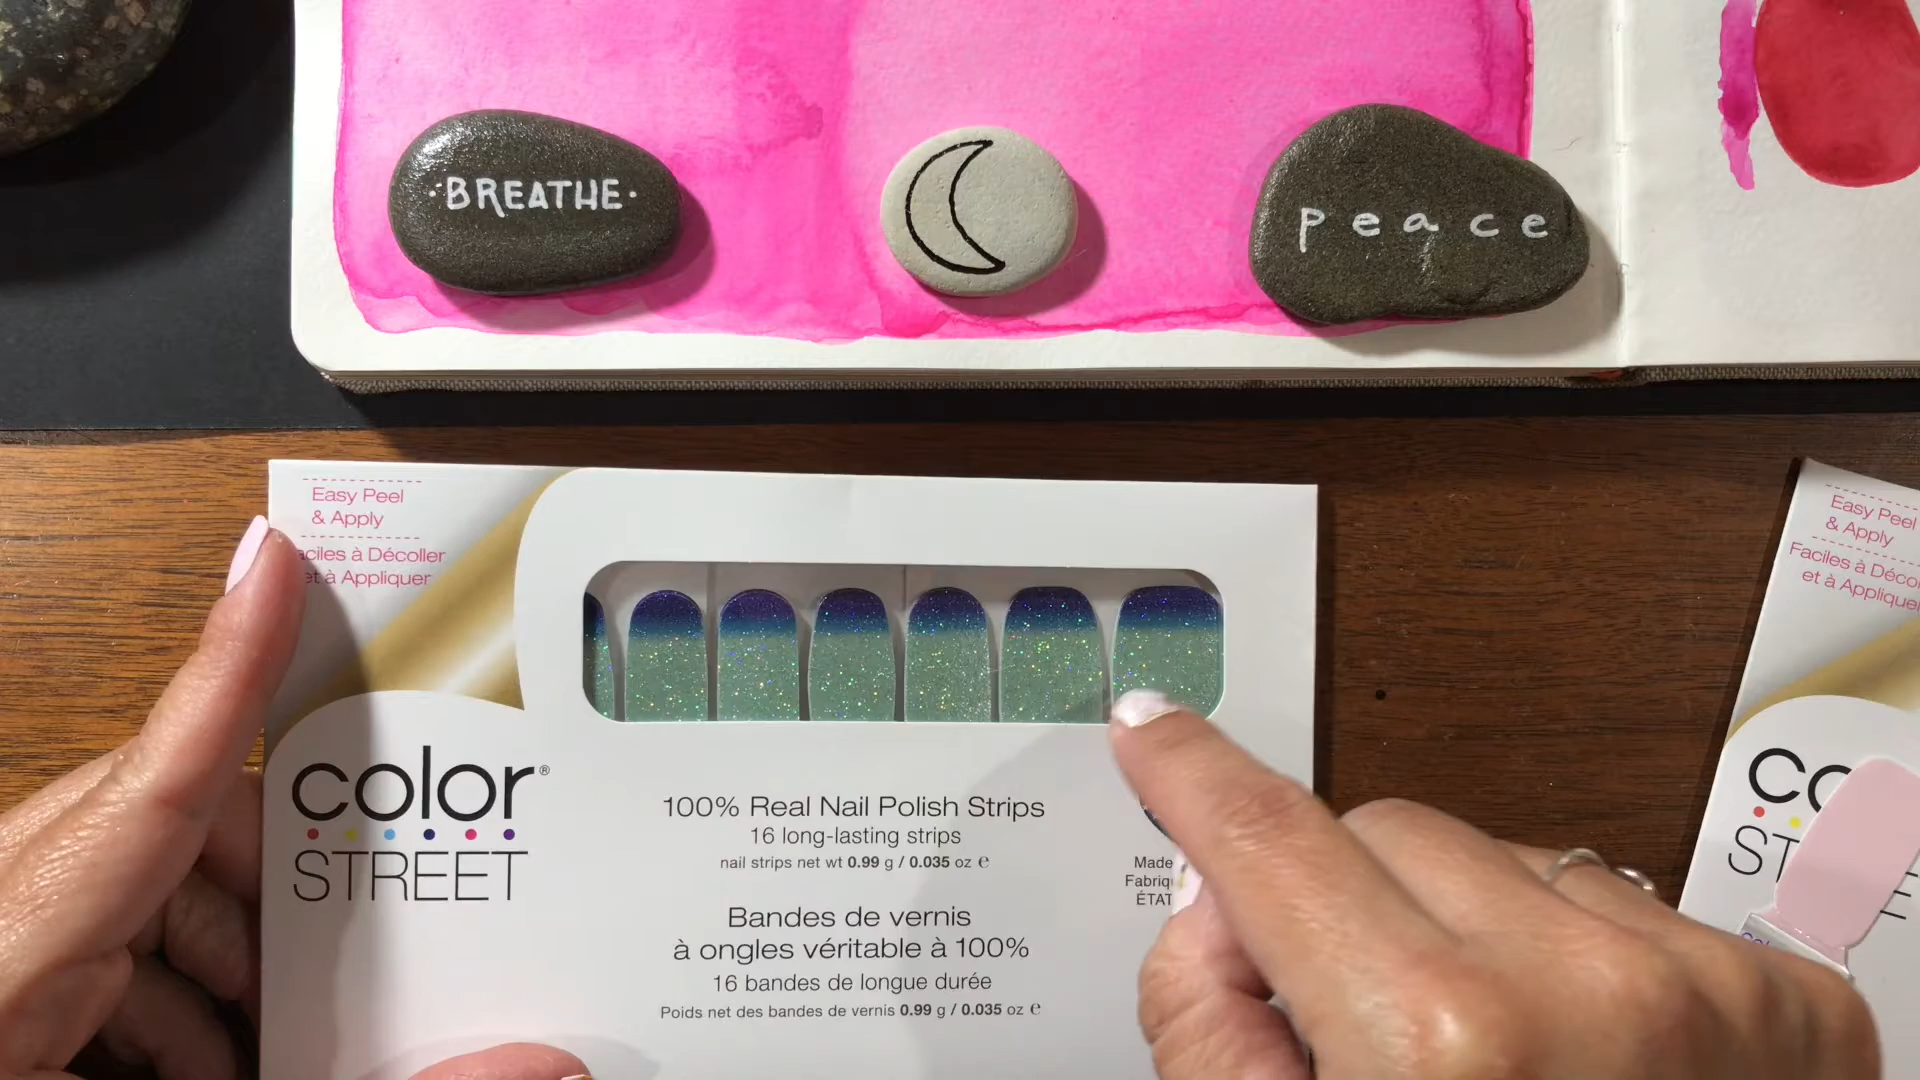 ·BREATHE·
peace
Easy Peel
& Apply
aciles à Décoller
et à Appliquer
color®
STREET
100% Real Nail Polish Strips
16 long-lasting strips
nail strips net wt 0.99 g / 0.035 oz ℮
Bandes de vernis
à ongles véritable à 100%
16 bandes de longue durée
Poids net des bandes de vernis 0.99 g / 0.035 oz ℮
Made
Fabriq
ÉTAT
Easy Peel
& Apply
Faciles à Déco
et à Applique